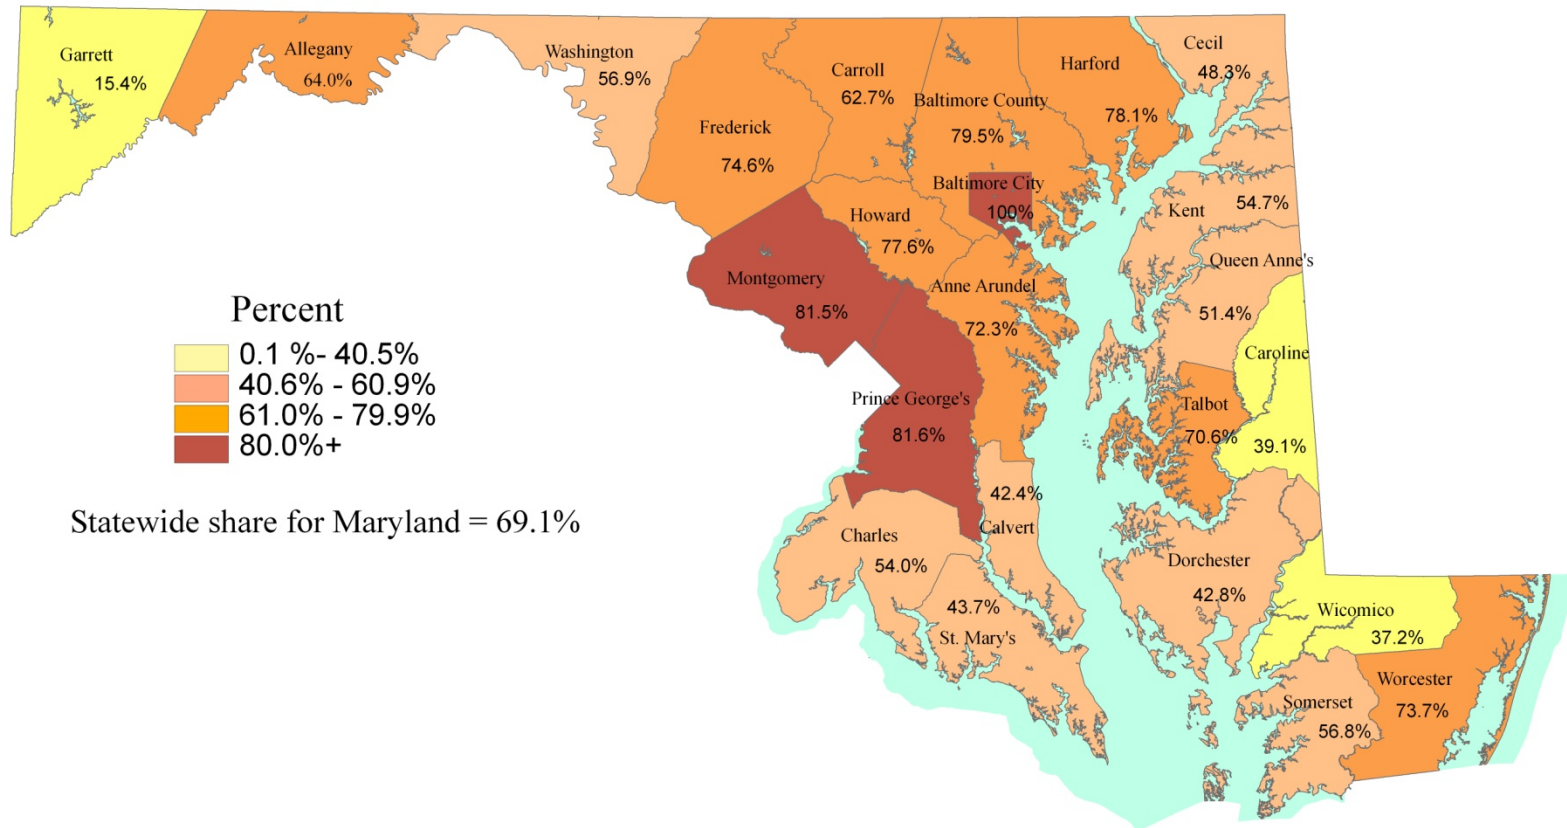 Garrett
15.4%
Allegany
64.0%
Washington
56.9%
Frederick
74.6%
Carroll
62.7%
Baltimore County
79.5%
Harford
78.1%
Cecil
48.3%
Baltimore City
100%
Howard
77.6%
Kent
54.7%
Montgomery
81.5%
Anne Arundel
72.3%
Queen Anne's
51.4%
Prince George's
81.6%
Caroline
39.1%
Talbot
70.6%
42.4%
Calvert
Charles
54.0%
43.7%
St. Mary's
Dorchester
42.8%
Wicomico
37.2%
Somerset
56.8%
Worcester
73.7%
Percent
0.1 %- 40.5%
40.6% - 60.9%
61.0% - 79.9%
80.0%+
Statewide share for Maryland = 69.1%